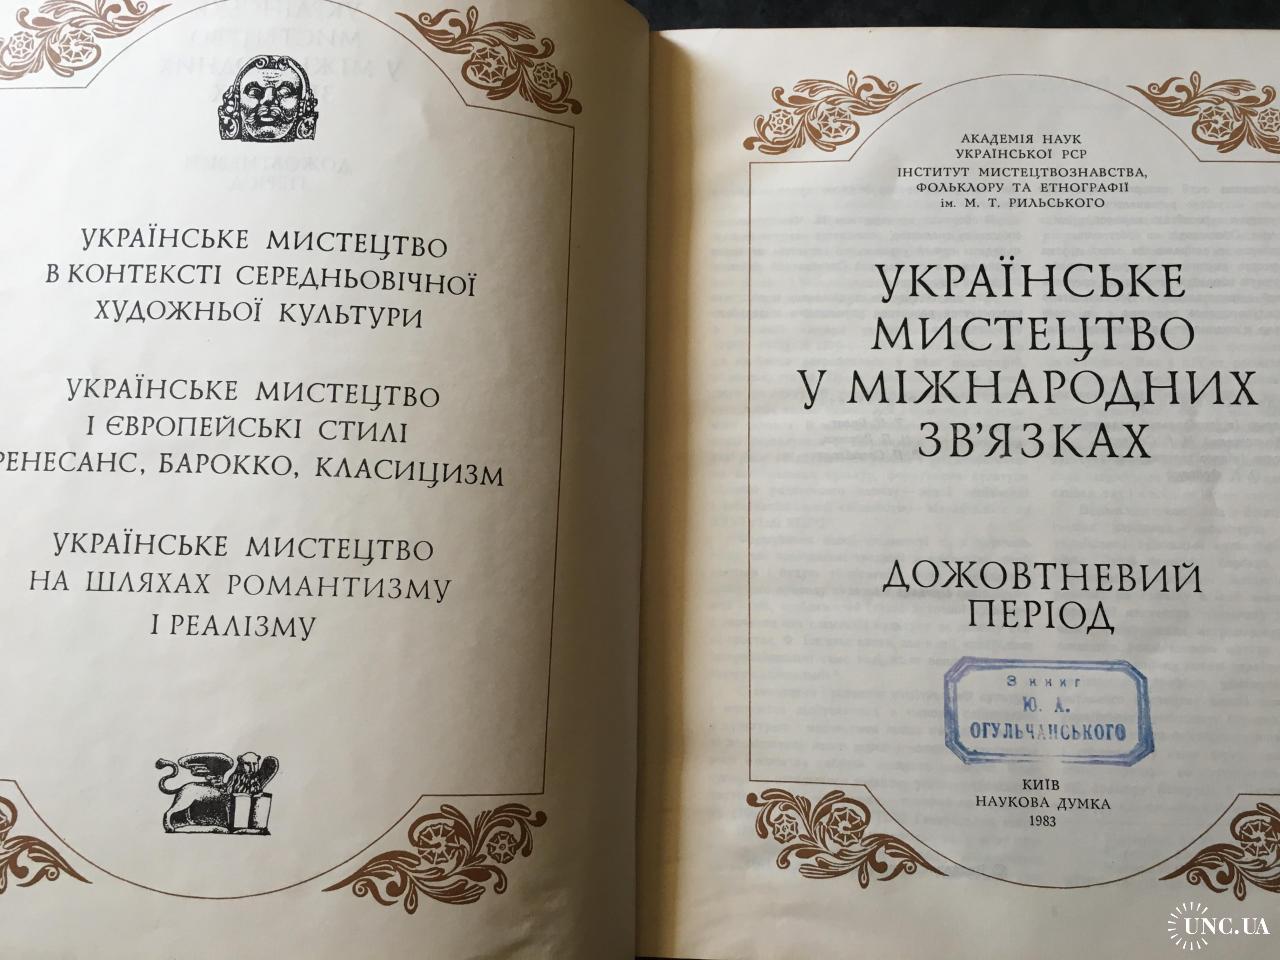 УКРАЇНСЬКЕ МИСТЕЦТВО
В КОНТЕКСТІ СЕРЕДНЬОВІЧНОЇ
ХУДОЖНЬОЇ КУЛЬТУРИ
УКРАЇНСЬКЕ МИСТЕЦТВО
І ЄВРОПЕЙСЬКІ СТИЛІ
РЕНЕСАНС, БАРОККО, КЛАСИЦИЗМ
УКРАЇНСЬКЕ МИСТЕЦТВО
НА ШЛЯХАХ РОМАНТИЗМУ
І РЕАЛІЗМУ
АКАДЕМІЯ НАУК
УКРАЇНСЬКОЇ РСР
ІНСТИТУТ МИСТЕЦТВОЗНАВСТВА,
ФОЛЬКЛОРУ ТА ЕТНОГРАФІЇ
ім. М. Т. РИЛЬСЬКОГО
УКРАЇНСЬКЕ
МИСТЕЦТВО
У МІЖНАРОДНИХ
ЗВ'ЯЗКАХ
ДОЖОВТНЕВИЙ
ПЕРІОД
З книг
Ю. А.
ОГУЛЬЧАНСЬКОГО
КИЇВ
НАУКОВА ДУМКА
1983
UNC.UA